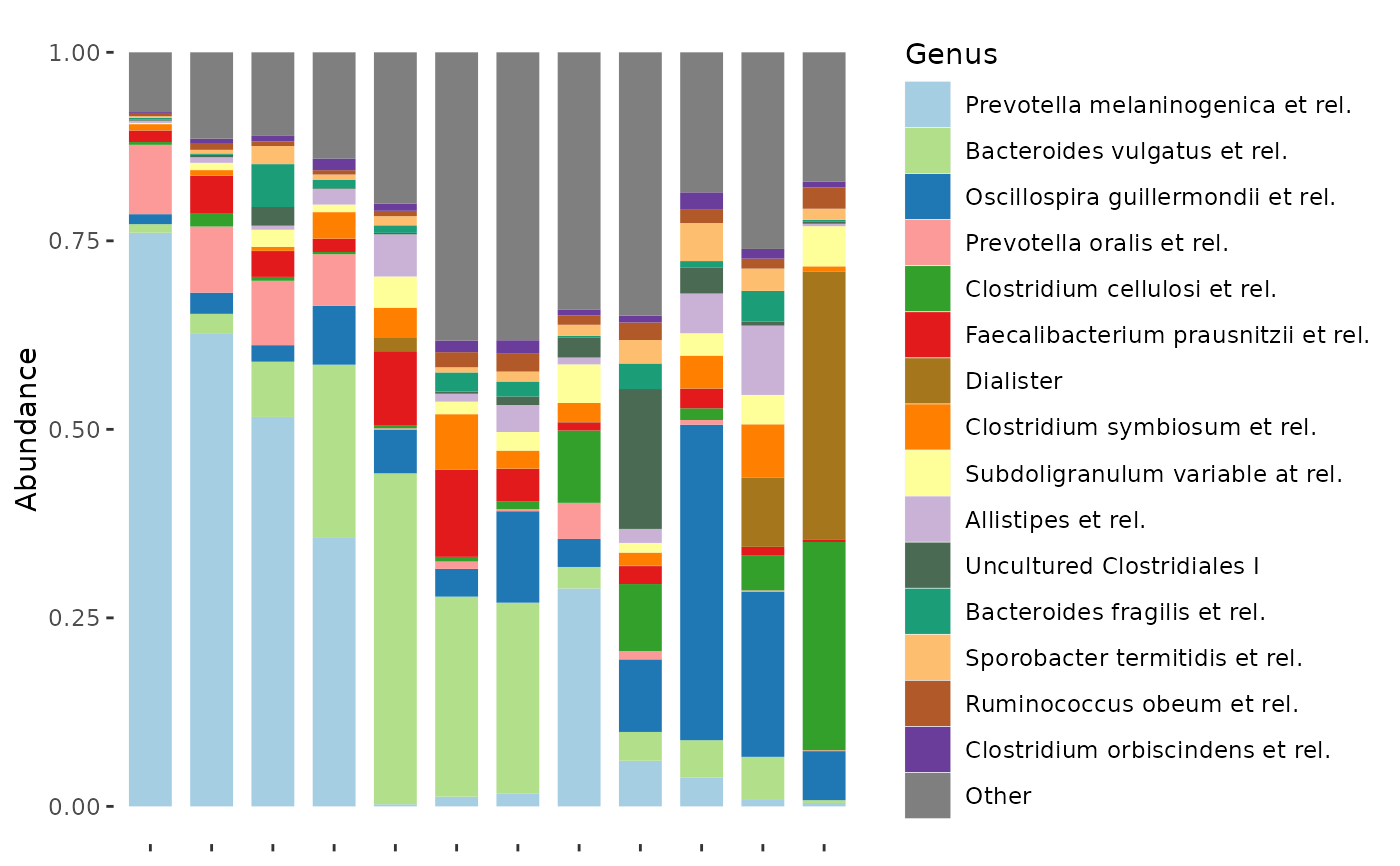 1.00
0.75
0.50
0.25
0.00
Abundance
Genus
Prevotella melaninogenica et rel.
Bacteroides vulgatus et rel.
Oscillospira guillermondii et rel.
Prevotella oralis et rel.
Clostridium cellulosi et rel.
Faecalibacterium prausnitzii et rel.
Dialister
Clostridium symbiosum et rel.
Subdoligranulum variable at rel.
Allistipes et rel.
Uncultured Clostridiales I
Bacteroides fragilis et rel.
Sporobacter termitidis et rel.
Ruminococcus obeum et rel.
Clostridium orbiscindens et rel.
Other